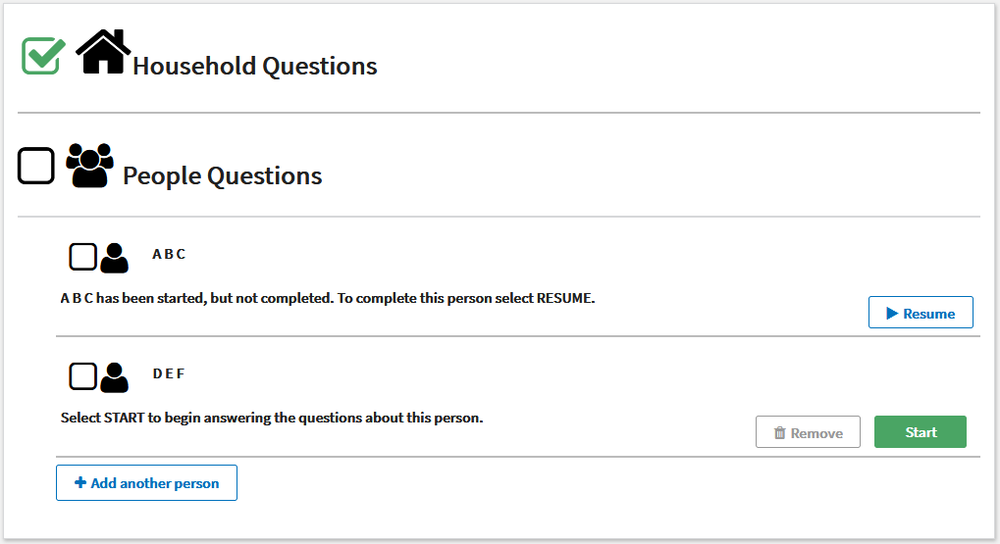 Household Questions
People Questions
A B C
A B C has been started, but not completed. To complete this person select RESUME.
Resume
D E F
Select START to begin answering the questions about this person.
Remove
Start
Add another person